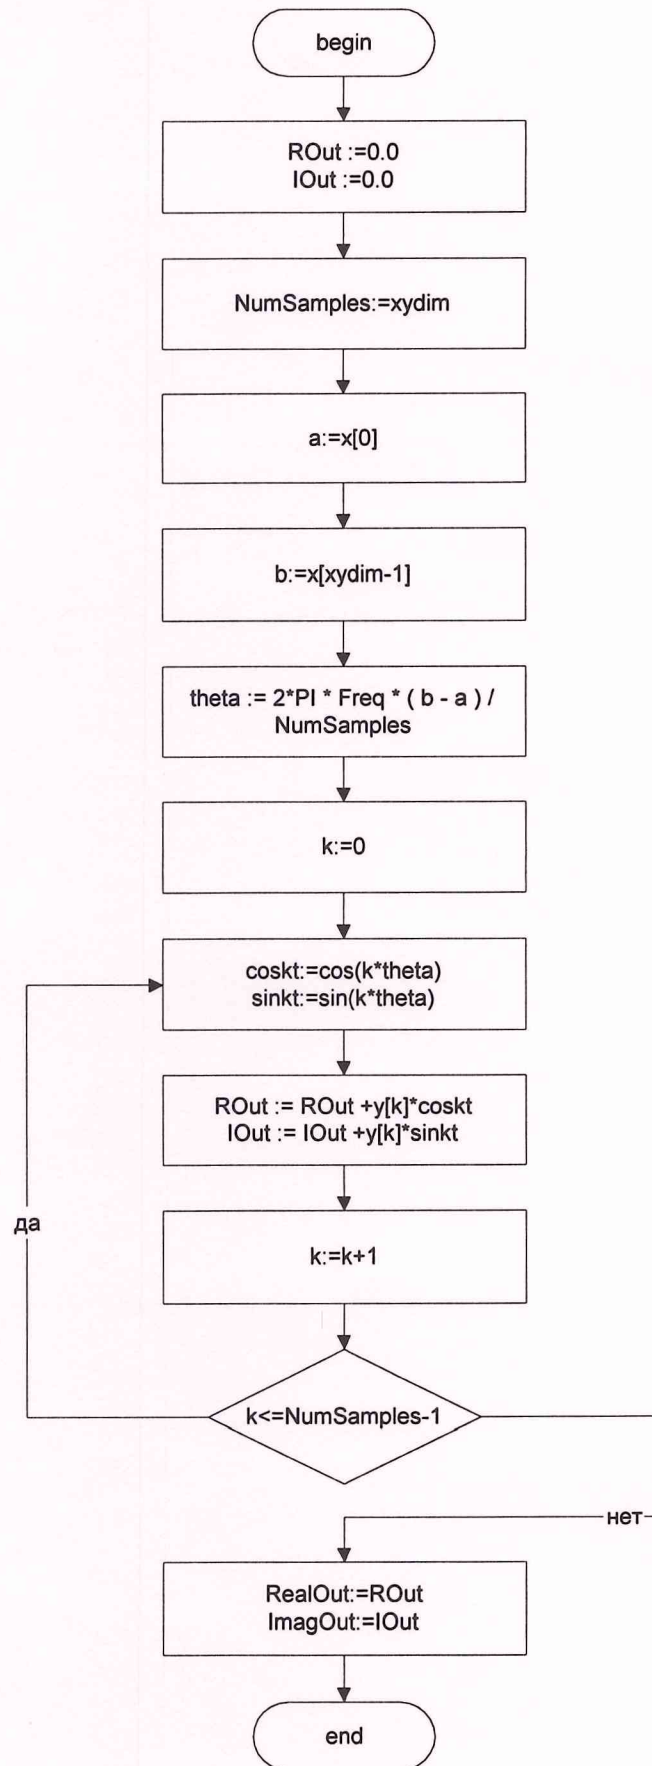 begin
ROut :=0.0
IOut :=0.0
NumSamples:=xydim
a:=x[0]
b:=x[xydim-1]
theta := 2*PI * Freq * ( b - a ) /
NumSamples
k:=0
coskt:=cos(k*theta)
sinkt:=sin(k*theta)
ROut := ROut +y[k]*coskt
IOut := IOut +y[k]*sinkt
да
k:=k+1
k<=NumSamples-1
нет
RealOut:=ROut
ImagOut:=IOut
end